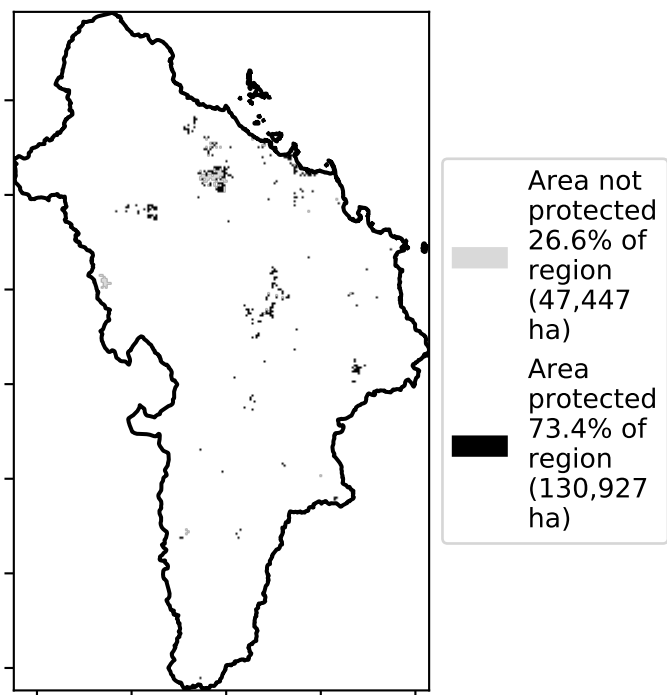 Area not
protected
26.6% of
region
(47,447
ha)
Area
protected
73.4% of
region
(130,927
ha)